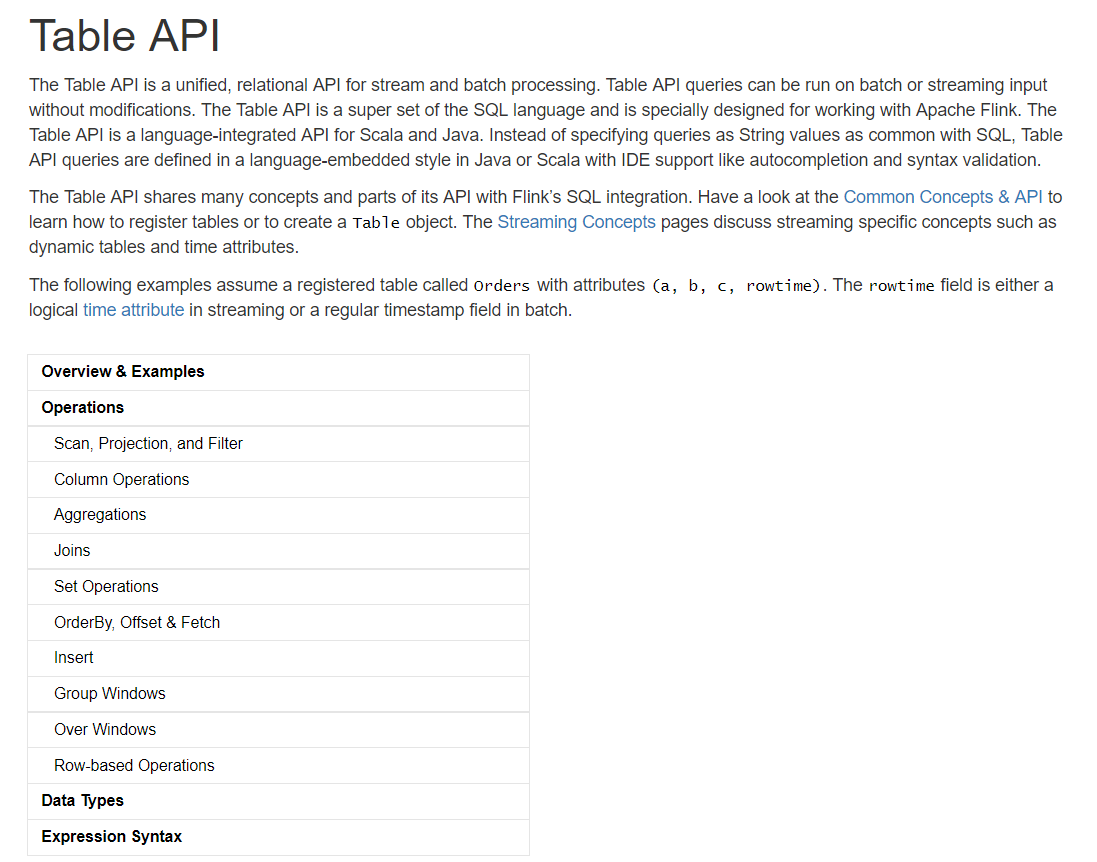 Table API
The Table API is a unified, relational API for stream and batch processing. Table API queries can be run on batch or streaming input
without modifications. The Table API is a super set of the SQL language and is specially designed for working with Apache Flink. The
Table API is a language-integrated API for Scala and Java. Instead of specifying queries as String values as common with SQL, Table
API queries are defined in a language-embedded style in Java or Scala with IDE support like autocompletion and syntax validation.
The Table API shares many concepts and parts of its API with Flink’s SQL integration. Have a look at the Common Concepts & API to
learn how to register tables or to create a Table object. The Streaming Concepts pages discuss streaming specific concepts such as
dynamic tables and time attributes.
The following examples assume a registered table called Orders with attributes (a, b, c, rowtime). The rowtime field is either a
logical time attribute in streaming or a regular timestamp field in batch.
Overview & Examples
Operations
Scan, Projection, and Filter
Column Operations
Aggregations
Joins
Set Operations
OrderBy, Offset & Fetch
Insert
Group Windows
Over Windows
Row-based Operations
Data Types
Expression Syntax